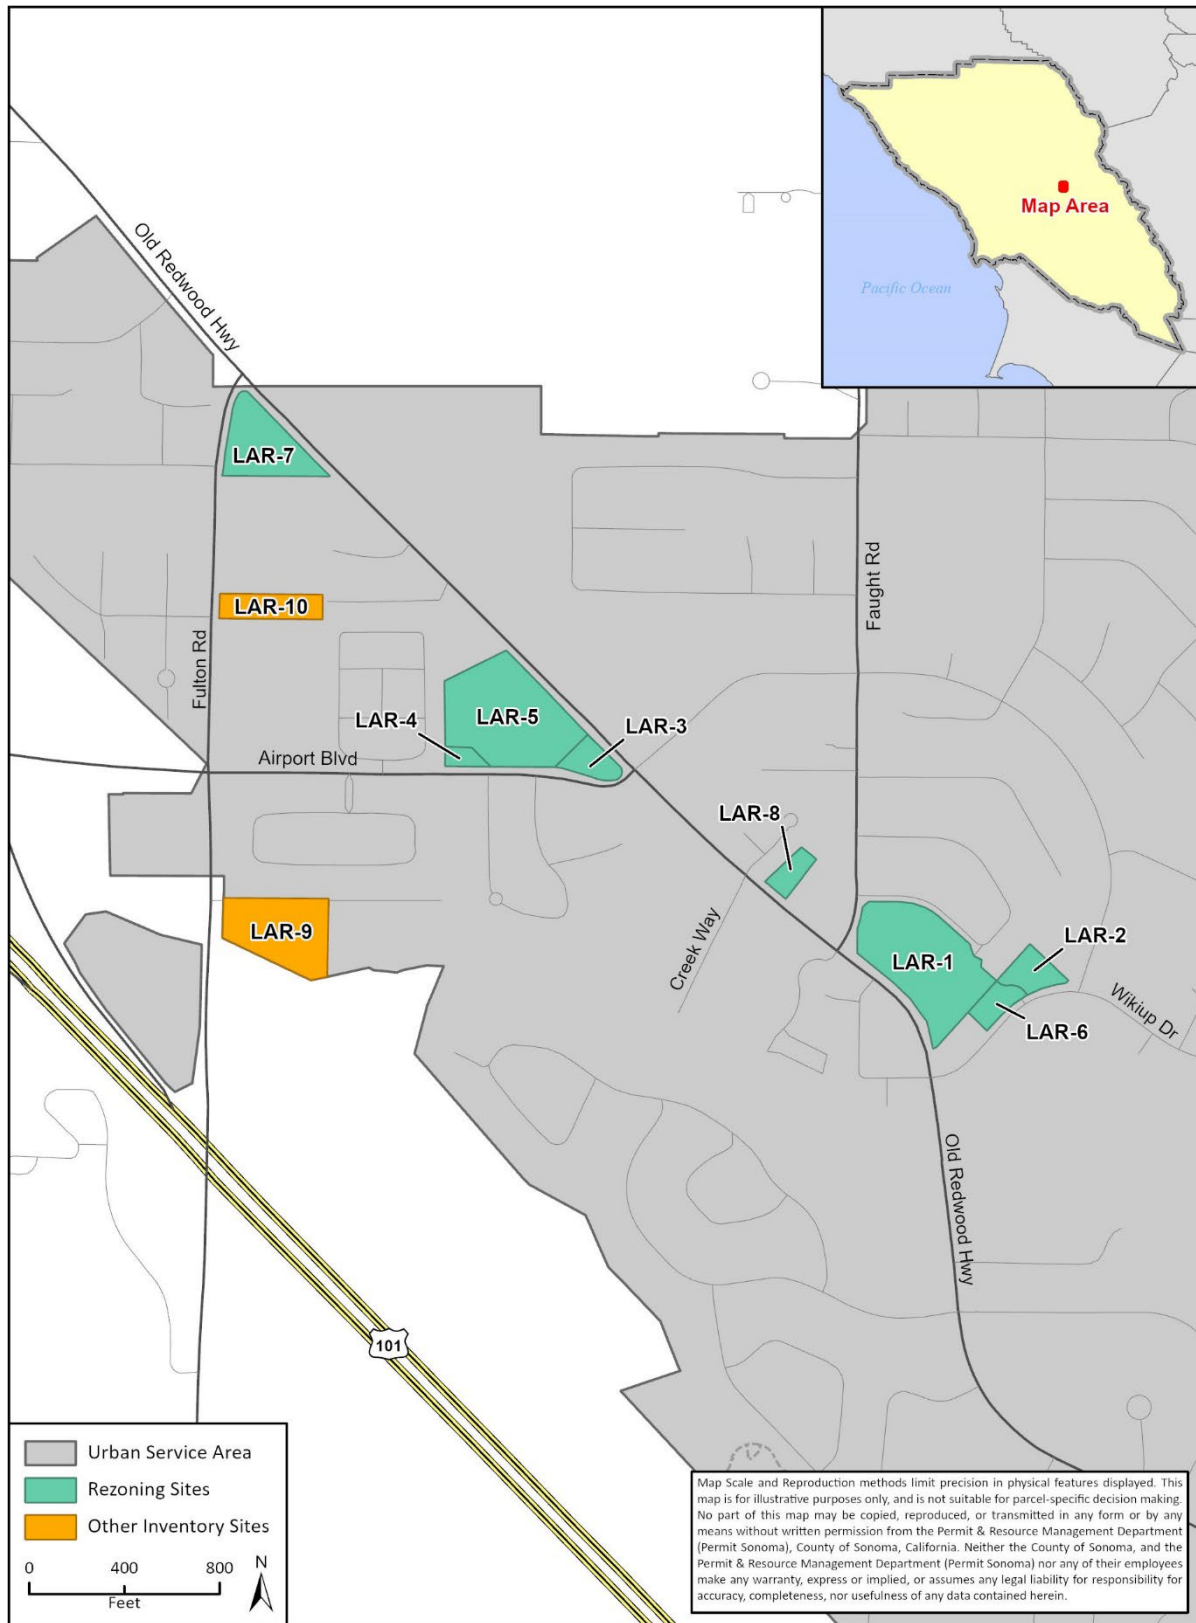 Map Area
Pacific Ocean
Old Redwood Hwy
LAR-7
LAR-10
Fulton Rd
Faught Rd
LAR-5
LAR-4
LAR-3
Airport Blvd
LAR-8
LAR-9
Creek Way
LAR-1
LAR-2
LAR-6
Wikiup Dr
Old Redwood Hwy
101
Urban Service Area
Rezoning Sites
Other Inventory Sites
0 400 800
Feet
N
Map Scale and Reproduction methods limit precision in physical features displayed. This
map is for illustrative purposes only, and is not suitable for parcel-specific decision making.
No part of this map may be copied, reproduced, or transmitted in any form or by any
means without written permission from the Permit & Resource Management Department
(Permit Sonoma), County of Sonoma, California. Neither the County of Sonoma, and the
Permit & Resource Management Department (Permit Sonoma) nor any of their employees
make any warranty, express or implied, or assumes any legal liability for responsibility for
accuracy, completeness, nor usefulness of any data contained herein.